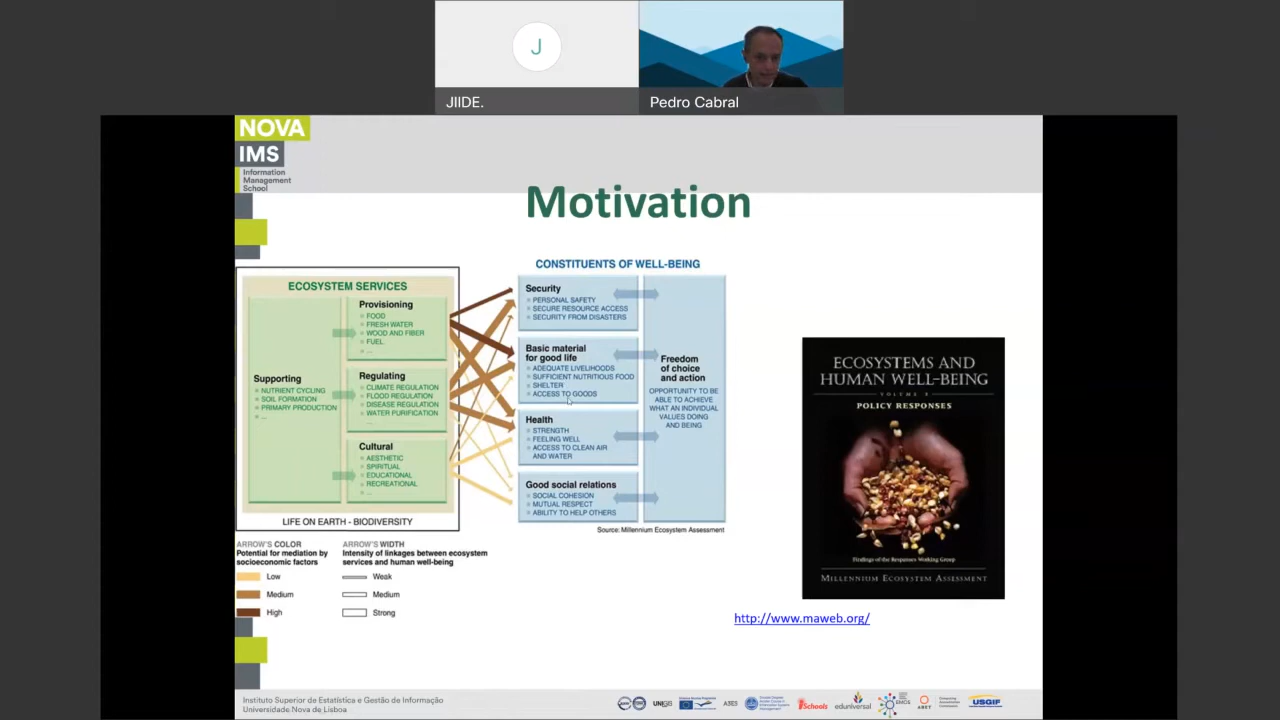 J
JIIDE.
Pedro Cabral
NOVA
IMS
Information
Management
School
Motivation
ECOSYSTEM SERVICES
Supporting
NUTRIENT CYCLING
SOIL FORMATION
PRIMARY PRODUCTION
...
Provisioning
FOOD
FRESH WATER
WOOD AND FIBER
FUEL
...
Regulating
CLIMATE REGULATION
FLOOD REGULATION
DISEASE REGULATION
WATER PURIFICATION
...
Cultural
AESTHETIC
SPIRITUAL
EDUCATIONAL
RECREATIONAL
...
LIFE ON EARTH - BIODIVERSITY
CONSTITUENTS OF WELL-BEING
Security
PERSONAL SAFETY
SECURE RESOURCE ACCESS
SECURITY FROM DISASTERS
Basic material
for good life
ADEQUATE LIVELIHOODS
SUFFICIENT NUTRITIOUS FOOD
SHELTER
ACCESS TO GOODS
Health
STRENGTH
FEELING WELL
ACCESS TO CLEAN AIR
AND WATER
Good social relations
SOCIAL COHESION
MUTUAL RESPECT
ABILITY TO HELP OTHERS
Freedom
of choice
and action
OPPORTUNITY TO BE
ABLE TO ACHIEVE
WHAT AN INDIVIDUAL
VALUES DOING
AND BEING
Source: Millennium Ecosystem Assessment
ARROW'S COLOR
Potential for mediation by
socioeconomic factors
Low
Medium
High
ARROW'S WIDTH
Intensity of linkages between ecosystem
services and human well-being
Weak
Medium
Strong
ECOSYSTEMS AND
HUMAN WELL-BEING
POLICY RESPONSES
Findings of the Responses Working Group
MILLENNIUM ECOSYSTEM ASSESSMENT
http://www.maweb.org/
Instituto Superior de Estatística e Gestão de Informação
Universidade Nova de Lisboa
UNIGIS
A3ES
iSchools
eduniversal
ABET
USGIF